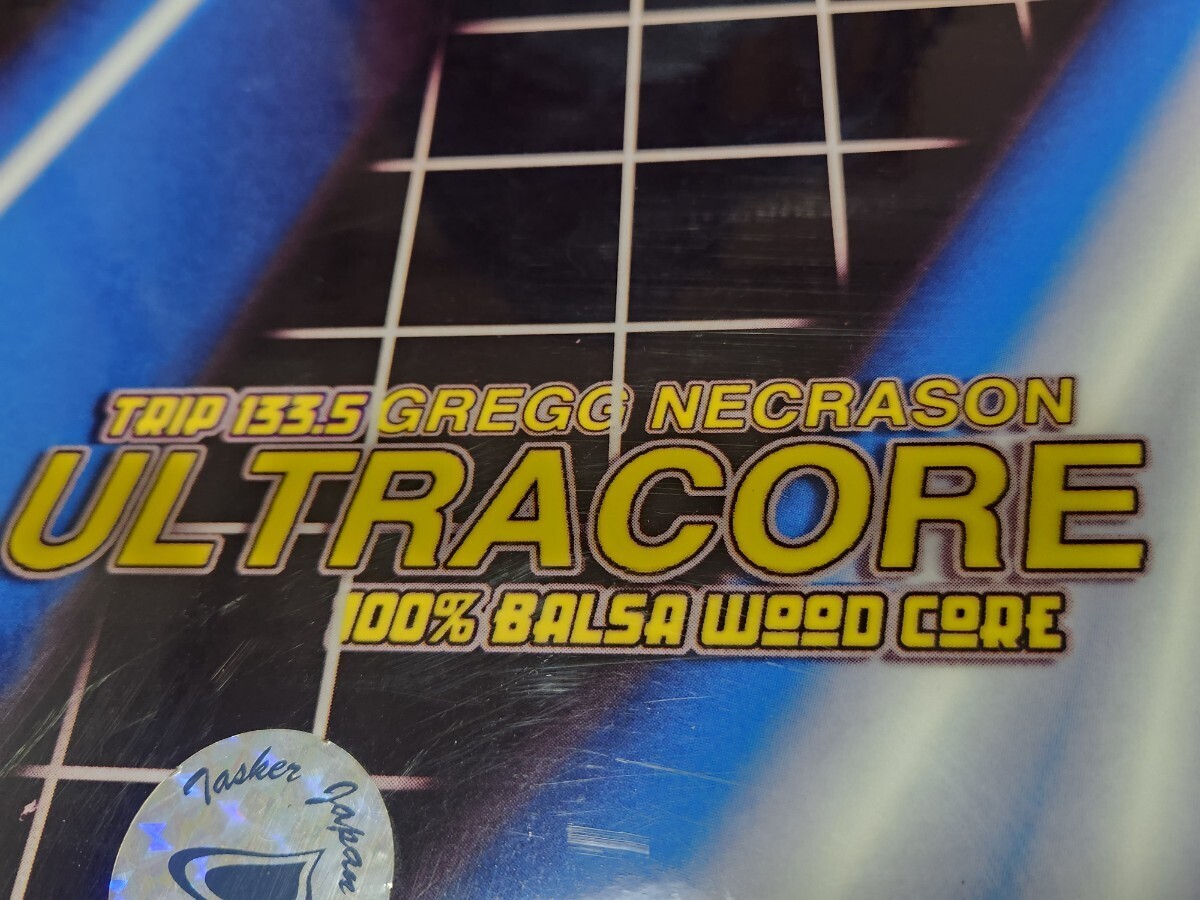 TRIP 133.5 GREGG NECRASON
ULTRACORE
100% BALSA WOOD CORE
Tasker Japan